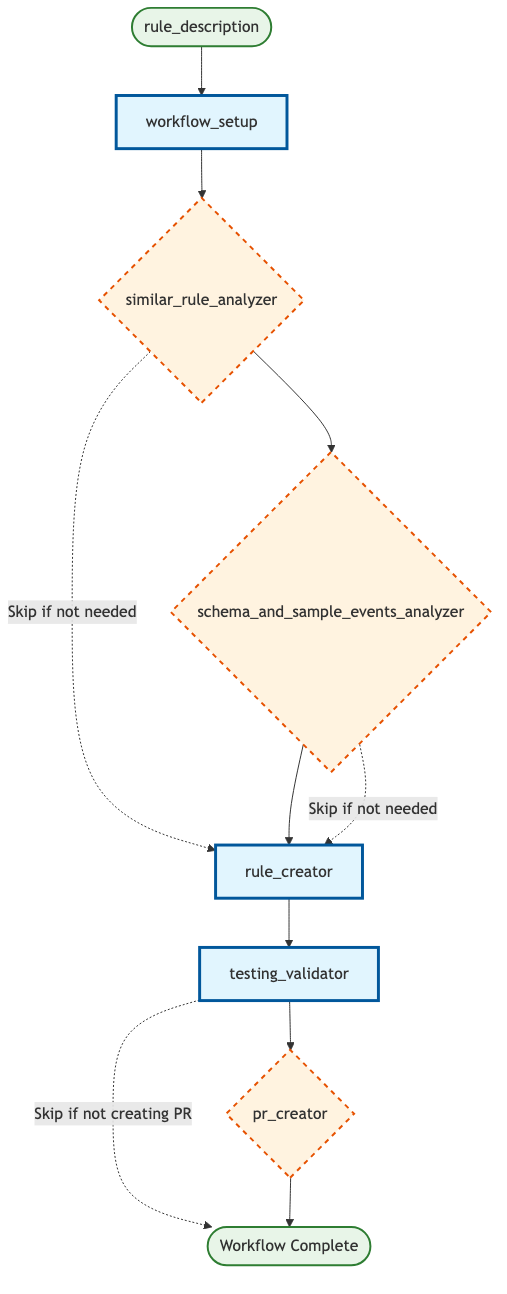 rule_description
workflow_setup
similar_rule_analyzer
Skip if not needed
schema_and_sample_events_analyzer
Skip if not needed
rule_creator
testing_validator
Skip if not creating PR
pr_creator
Workflow Complete